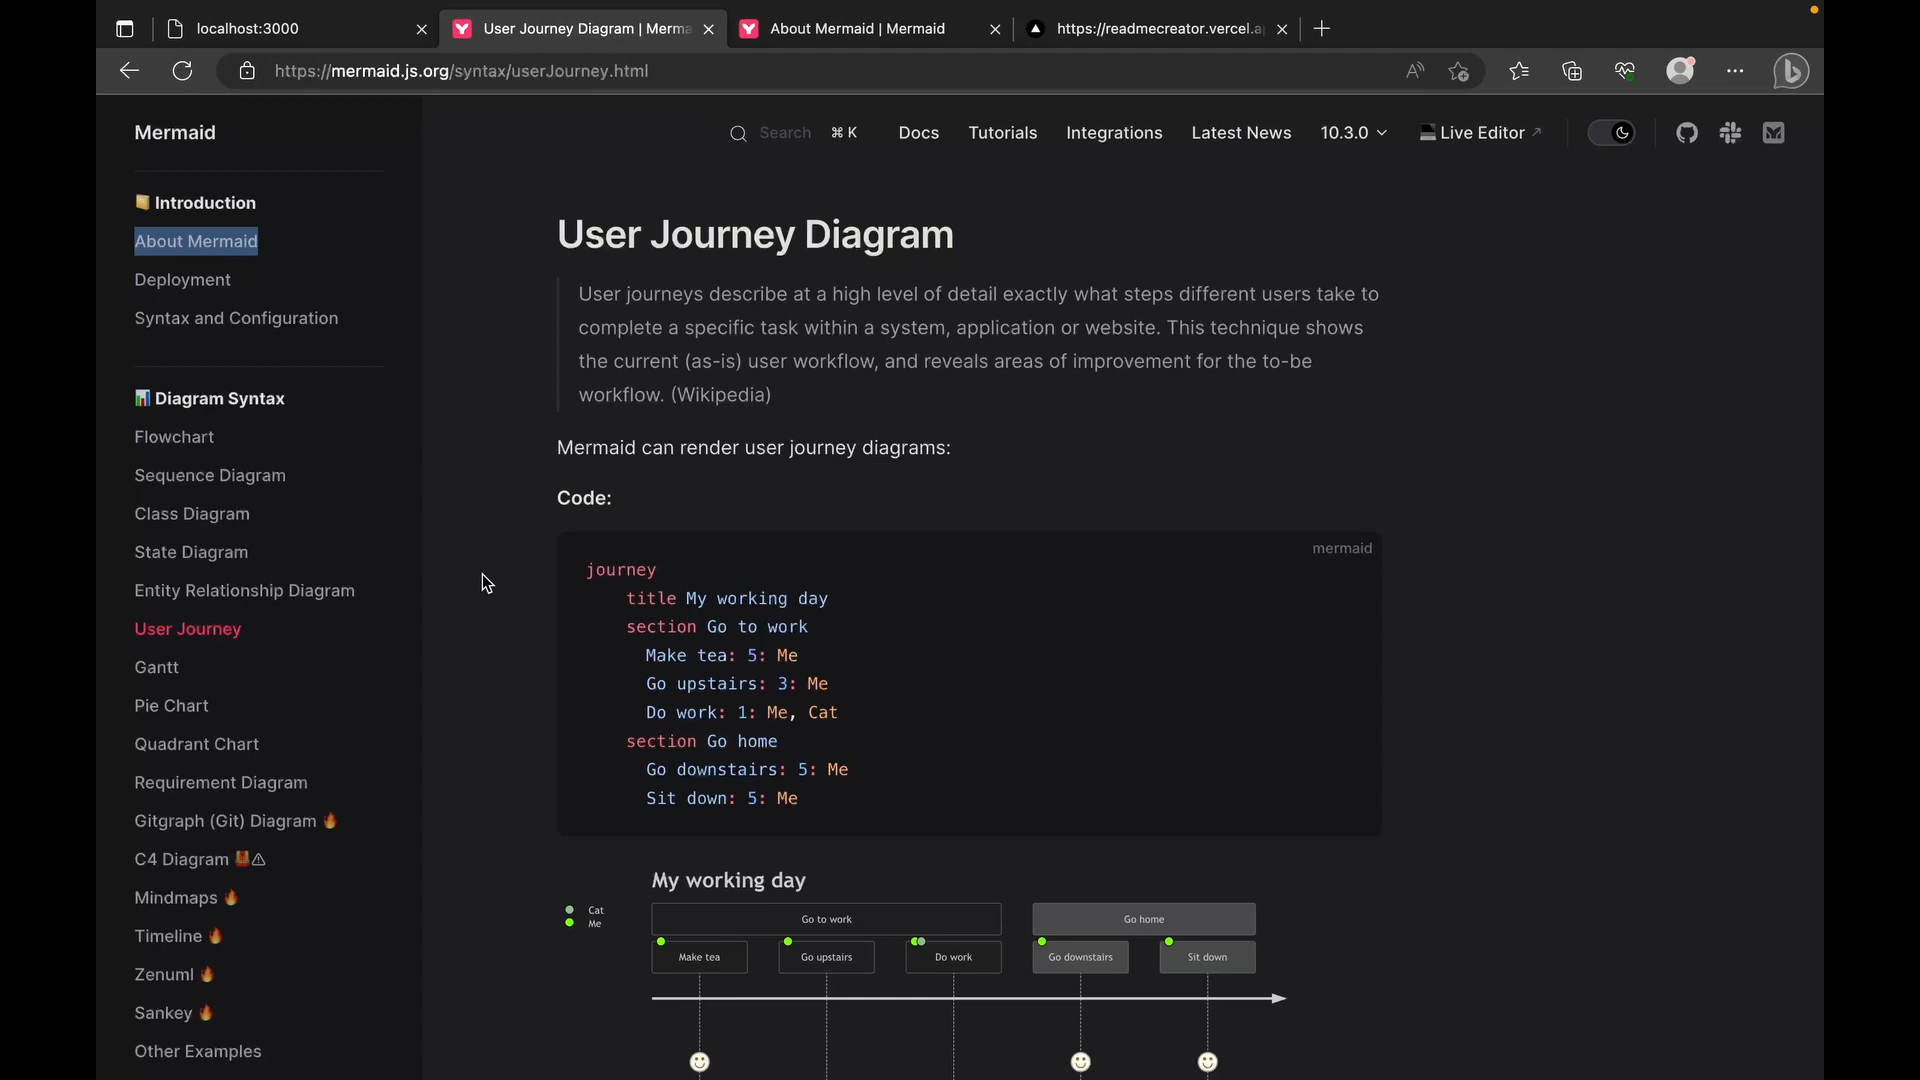 localhost:3000
User Journey Diagram | Merma
About Mermaid | Mermaid
https://readmecreator.vercel.a
https://mermaid.js.org/syntax/userJourney.html
Mermaid
Search ⌘ K
Docs
Tutorials
Integrations
Latest News
10.3.0
Live Editor
Introduction
About Mermaid
Deployment
Syntax and Configuration
Diagram Syntax
Flowchart
Sequence Diagram
Class Diagram
State Diagram
Entity Relationship Diagram
User Journey
Gantt
Pie Chart
Quadrant Chart
Requirement Diagram
Gitgraph (Git) Diagram
C4 Diagram
Mindmaps
Timeline
Zenuml
Sankey
Other Examples
User Journey Diagram
User journeys describe at a high level of detail exactly what steps different users take to
complete a specific task within a system, application or website. This technique shows
the current (as-is) user workflow, and reveals areas of improvement for the to-be
workflow. (Wikipedia)
Mermaid can render user journey diagrams:
Code:
mermaid
journey
title My working day
section Go to work
Make tea: 5: Me
Go upstairs: 3: Me
Do work: 1: Me, Cat
section Go home
Go downstairs: 5: Me
Sit down: 5: Me
My working day
Cat
Me
Go to work
Go home
Make tea
Go upstairs
Do work
Go downstairs
Sit down